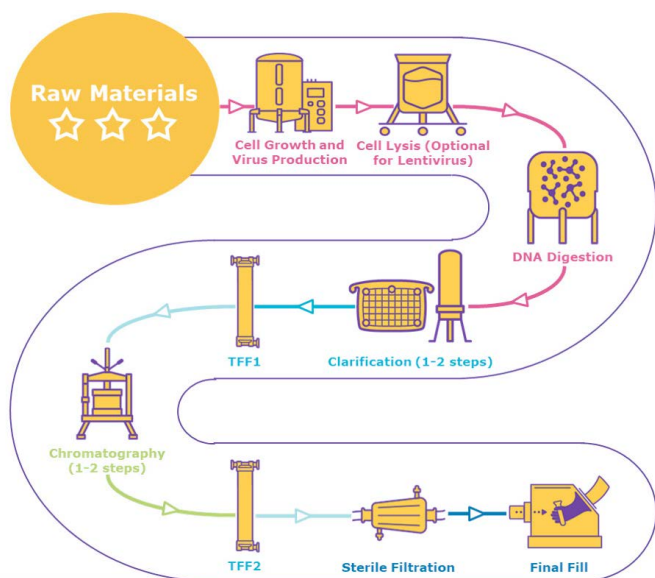 Raw Materials
Cell Growth and
Virus Production
Cell Lysis (Optional
for Lentivirus)
DNA Digestion
Clarification (1-2 steps)
TFF1
Chromatography
(1-2 steps)
TFF2
Sterile Filtration
Final Fill